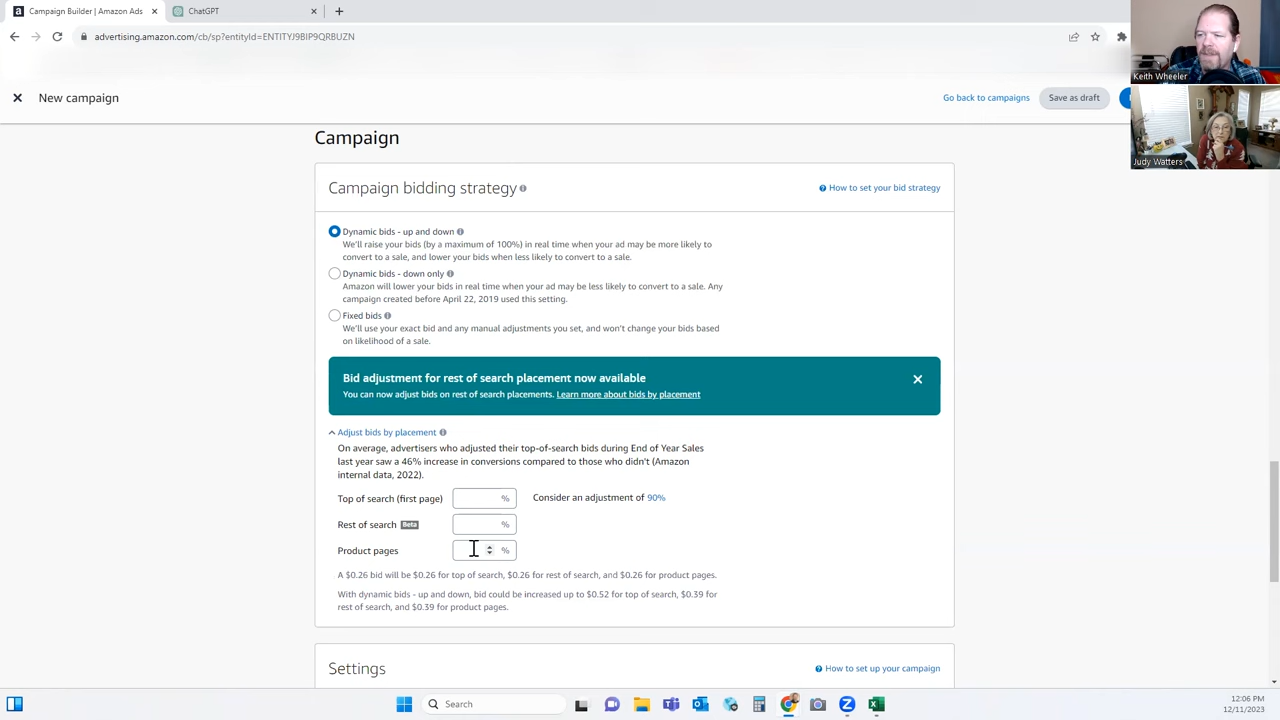 Campaign Builder | Amazon Ads
ChatGPT
advertising.amazon.com/cb/sp?entityId=ENTITYJ9BIP9QRBUZN
New campaign
Go back to campaigns
Save as draft
Keith Wheeler
Judy Watters
Campaign
Campaign bidding strategy
How to set your bid strategy
Dynamic bids - up and down
We'll raise your bids (by a maximum of 100%) in real time when your ad may be more likely to
convert to a sale, and lower your bids when less likely to convert to a sale.
Dynamic bids - down only
Amazon will lower your bids in real time when your ad may be less likely to convert to a sale. Any
campaign created before April 22, 2019 used this setting.
Fixed bids
We'll use your exact bid and any manual adjustments you set, and won't change your bids based
on likelihood of a sale.
Bid adjustment for rest of search placement now available
You can now adjust bids on rest of search placements. Learn more about bids by placement
Adjust bids by placement
On average, advertisers who adjusted their top-of-search bids during End of Year Sales
last year saw a 46% increase in conversions compared to those who didn't (Amazon
internal data, 2022).
Top of search (first page) % Consider an adjustment of 90%
Rest of search Beta %
Product pages %
A $0.26 bid will be $0.26 for top of search, $0.26 for rest of search, and $0.26 for product pages.
With dynamic bids - up and down, bid could be increased up to $0.52 for top of search, $0.39 for
rest of search, and $0.39 for product pages.
Settings
How to set up your campaign
Search
12:06 PM
12/11/2023